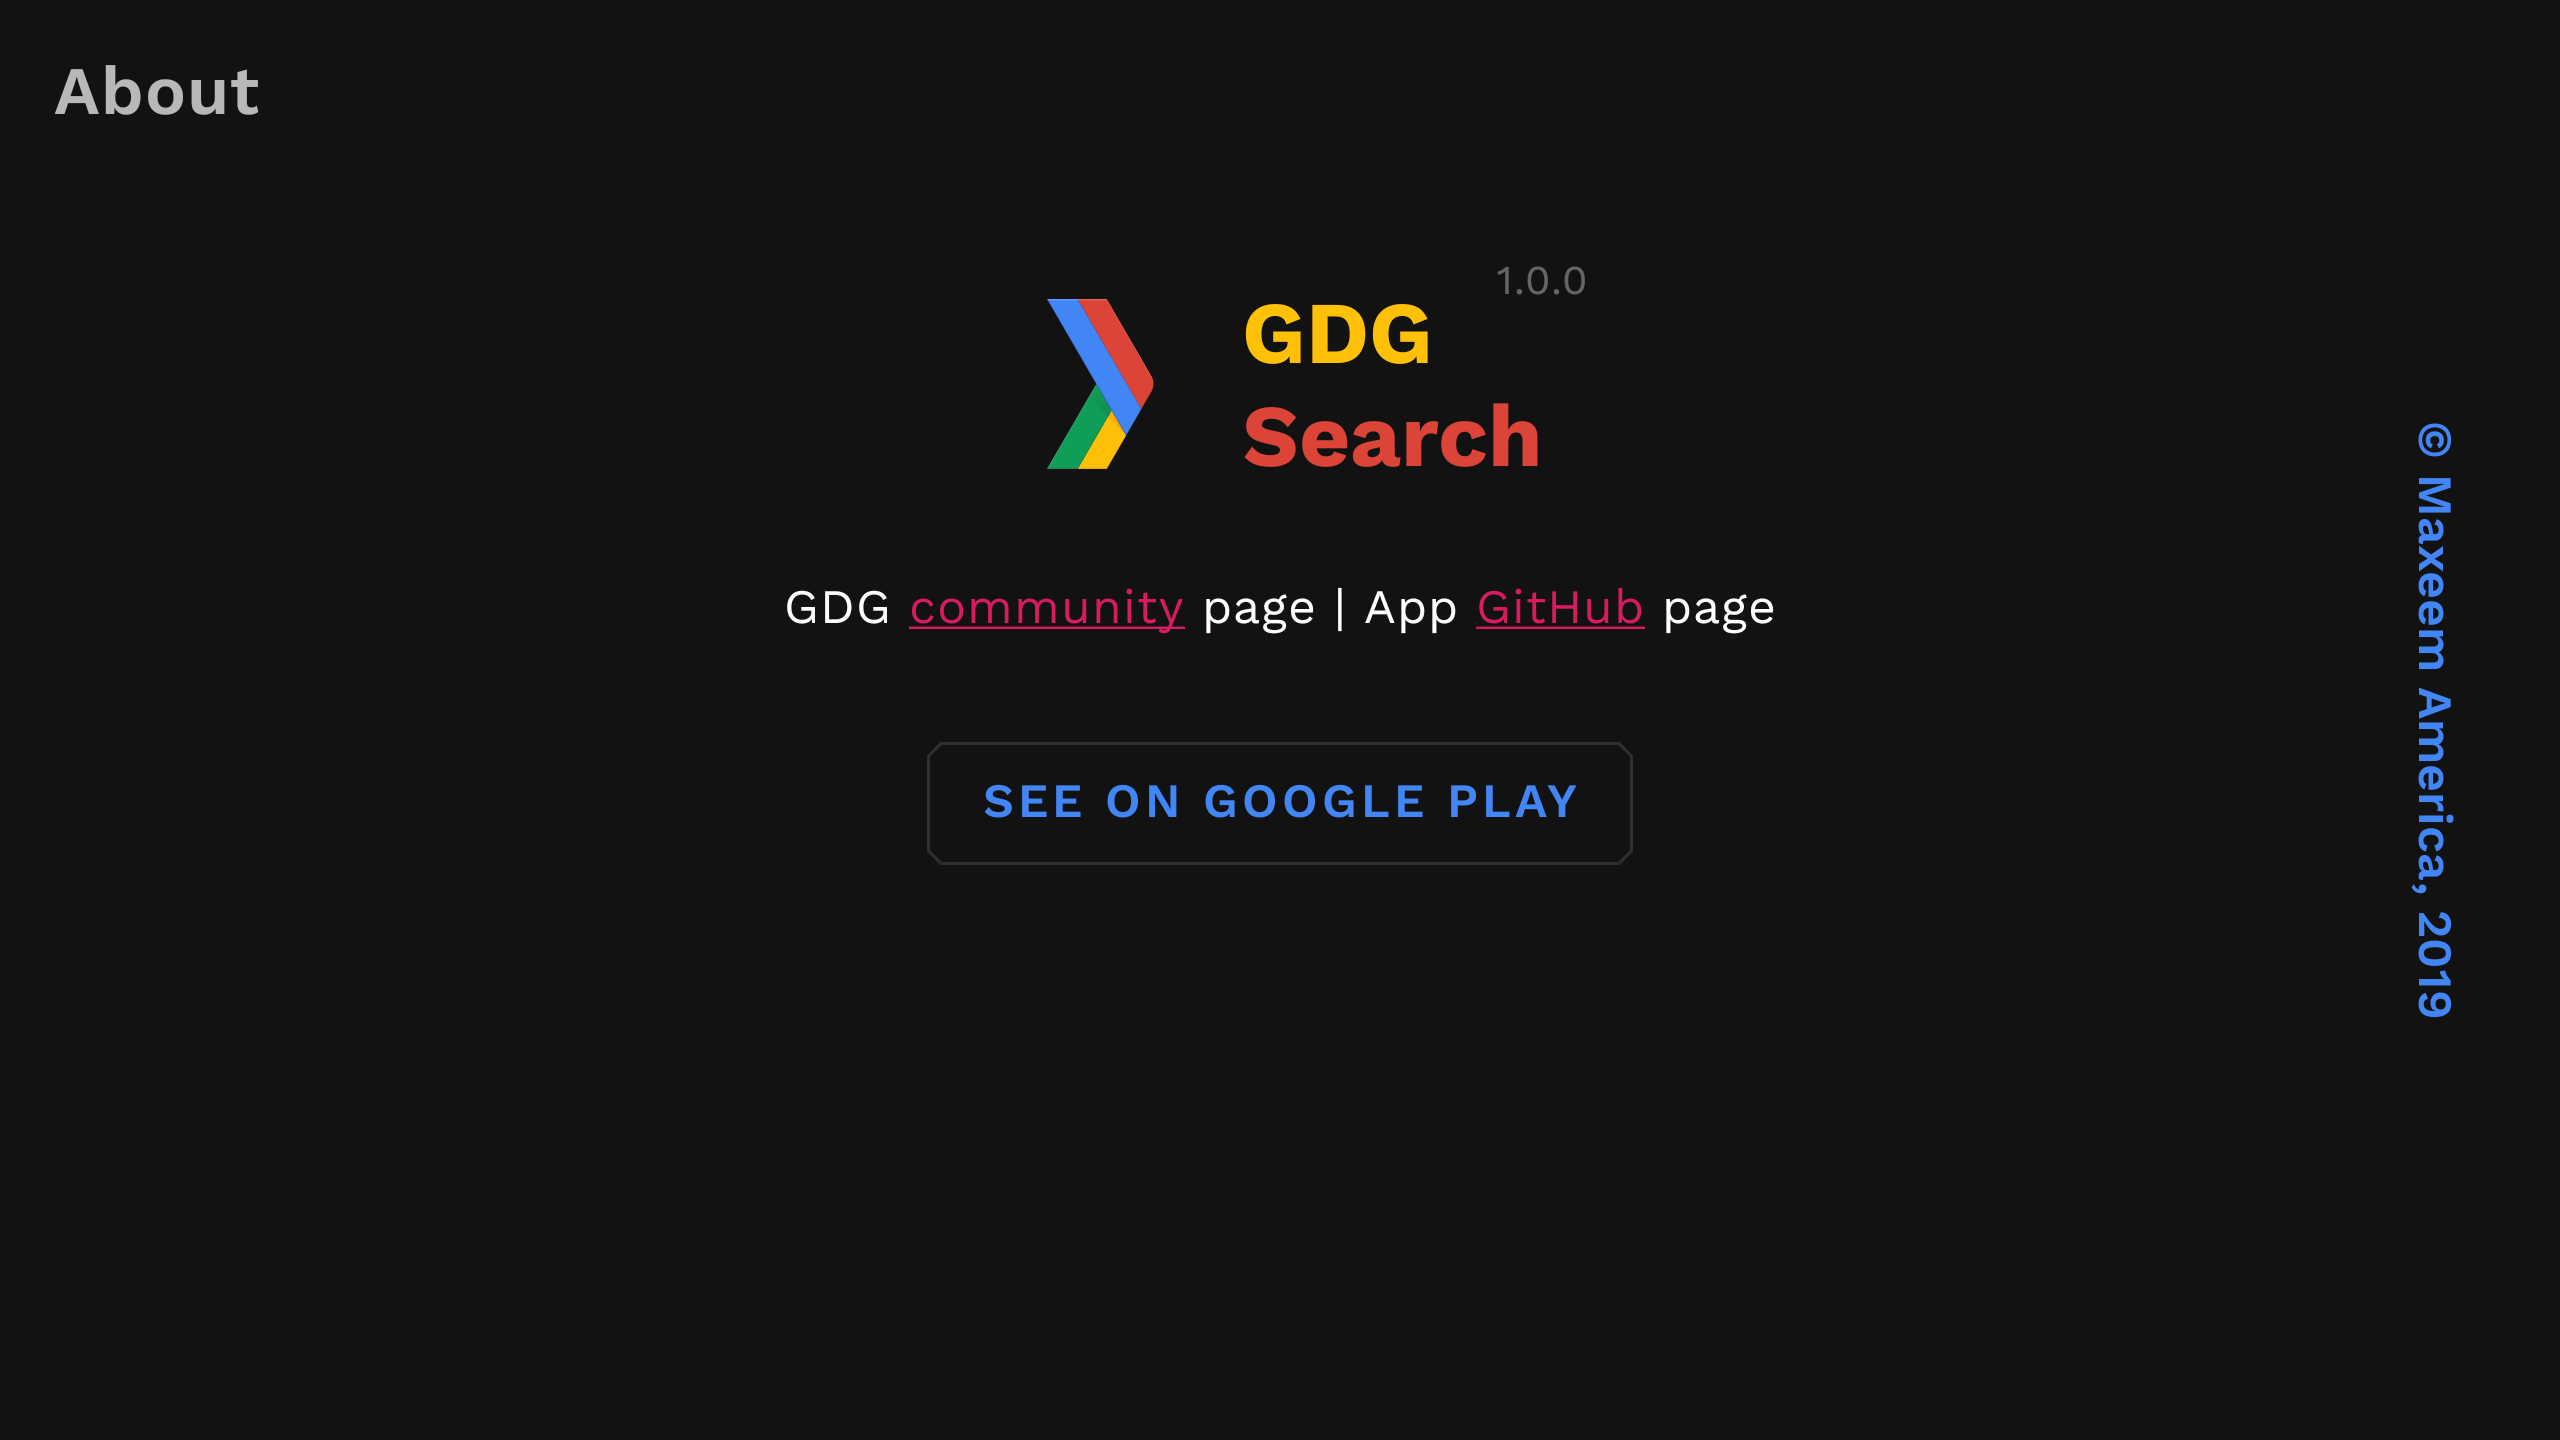 About
1.0.0
GDG
Search
GDG community page | App GitHub page
SEE ON GOOGLE PLAY
© Maxeem America, 2019